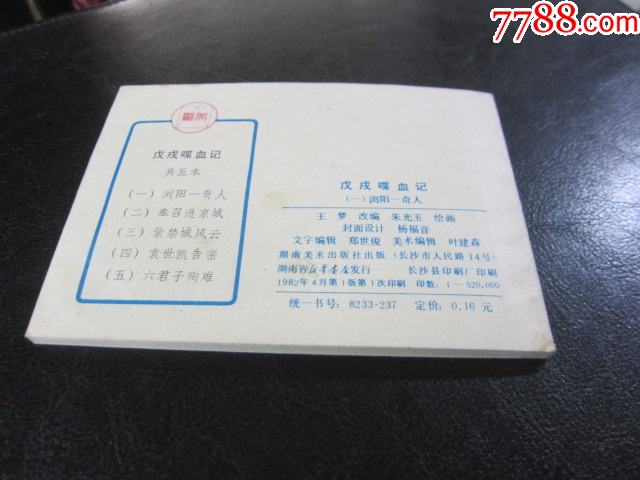 7788.com
戊戌喋血记
共五本
(一) 浏阳一奇人
(二) 奉召进京城
(三) 紫禁城风云
(四) 袁世凯告密
(五) 六君子殉难
戊戌喋血记
(一) 浏阳一奇人
王 梦 改编 朱光玉 绘画
封面设计 杨福音
文字编辑 郑世俊 美术编辑 叶建森
湖南美术出版社出版 (长沙市人民路14号)
湖南省新华书店发行 长沙县印刷厂印刷
1982年4月第1版第1次印刷 印数: 1—520,000
统一书号: 8233·237 定价: 0.16 元